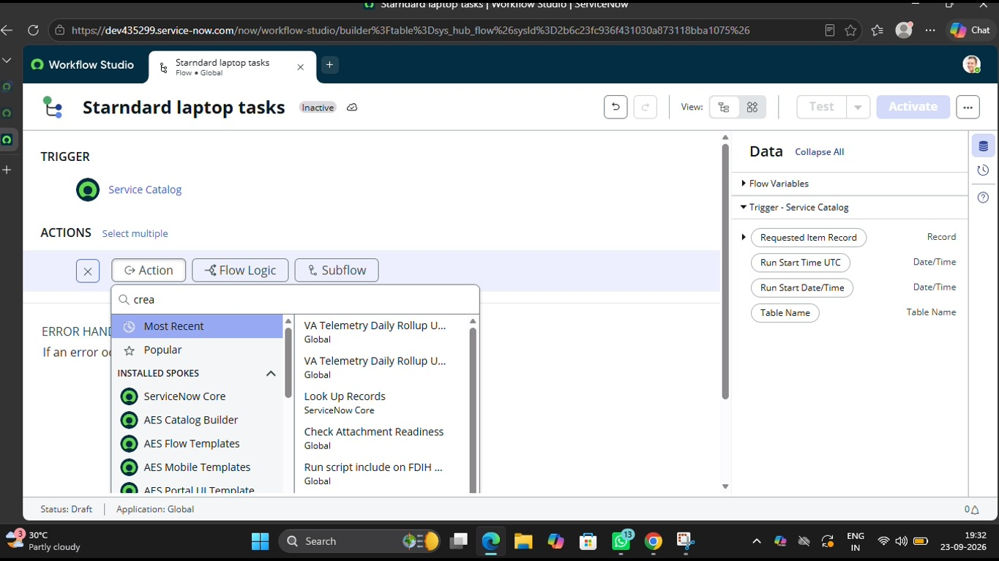 Starndard laptop tasks | Workflow Studio | ServiceNow
https://dev435299.service-now.com/now/workflow-studio/builder%3Ftable%3Dsys_hub_flow%26sysId%3D2b6c23fc936f431030a873118bba1075%26
Chat
Workflow Studio
Starndard laptop tasks
Flow • Global
Starndard laptop tasks
Inactive
View:
Test
Activate
TRIGGER
Service Catalog
ACTIONS Select multiple
Action
Flow Logic
Subflow
crea
ERROR HAND
If an error oc
Most Recent
Popular
INSTALLED SPOKES
ServiceNow Core
AES Catalog Builder
AES Flow Templates
AES Mobile Templates
AES Portal UI Template
VA Telemetry Daily Rollup U...
Global
VA Telemetry Daily Rollup U...
Global
Look Up Records
ServiceNow Core
Check Attachment Readiness
Global
Run script include on FDIH ...
Global
Data Collapse All
Flow Variables
Trigger - Service Catalog
Requested Item Record Record
Run Start Time UTC Date/Time
Run Start Date/Time Date/Time
Table Name Table Name
Status: Draft
Application: Global
0
3
30°C
Partly cloudy
Search
13
ENG
IN
19:32
23-09-2026